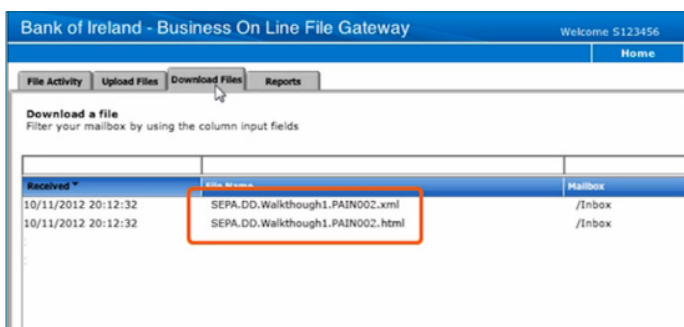 Bank of Ireland - Business On Line File Gateway
Welcome S123456
Home
File Activity Upload Files Download Files Reports
Download a file
Filter your mailbox by using the column input fields
Received File Name Mailbox
10/11/2012 20:12:32 SEPA.DD.Walkthough1.PAIN002.xml /Inbox
10/11/2012 20:12:32 SEPA.DD.Walkthough1.PAIN002.html /Inbox